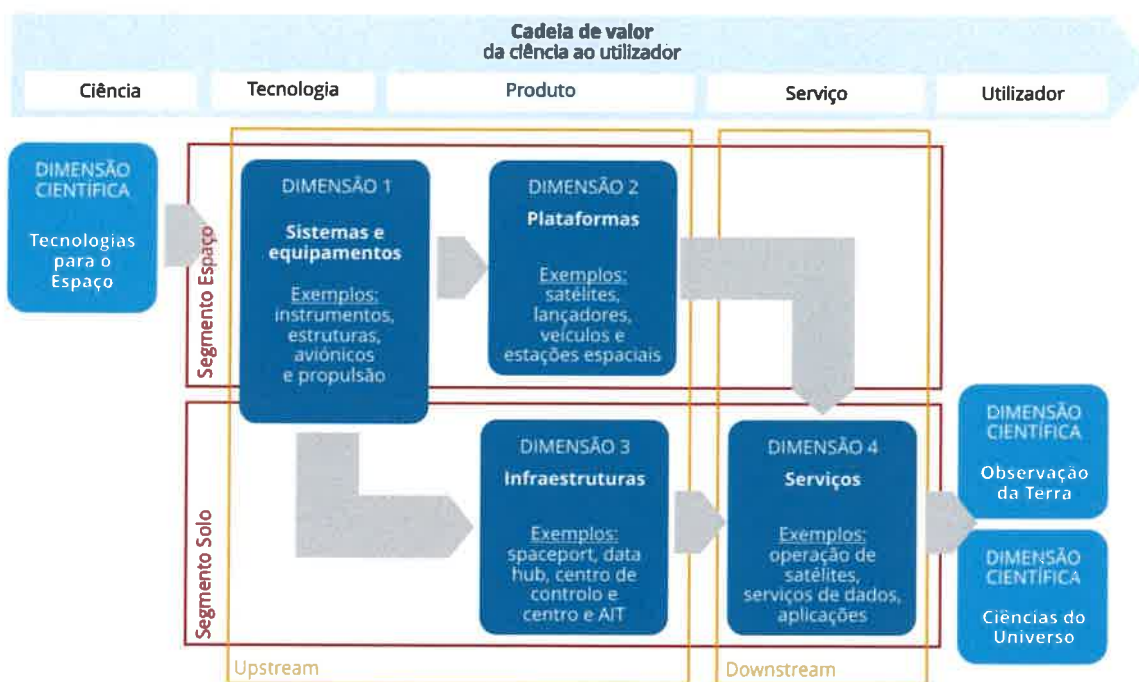 Cadeia de valor
da ciência ao utilizador
Ciência
Tecnologia
Produto
Serviço
Utilizador
DIMENSÃO
CIENTÍFICA
Tecnologias
para o
Espaço
Segmento Espaço
DIMENSÃO 1
Sistemas e
equipamentos
Exemplos:
instrumentos,
estruturas,
aviónicos
e propulsão
DIMENSÃO 2
Plataformas
Exemplos:
satélites,
lançadores,
veículos e
estações espaciais
Segmento Solo
DIMENSÃO 3
Infraestruturas
Exemplos:
spaceport, data
hub, centro de
controlo e
centro e AIT
DIMENSÃO 4
Serviços
Exemplos:
operação de
satélites,
serviços de dados,
aplicações
DIMENSÃO
CIENTÍFICA
Observação
da Terra
DIMENSÃO
CIENTÍFICA
Ciências do
Universo
Upstream
Downstream